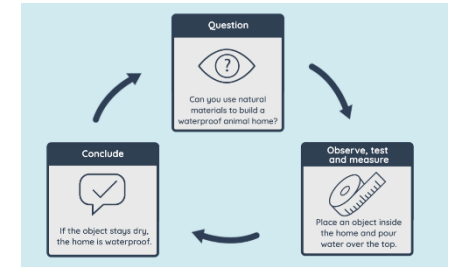 Question
?
Can you use natural
materials to build a
waterproof animal home?
Observe, test
and measure
Place an object inside
the home and pour
water over the top.
Conclude
If the object stays dry,
the home is waterproof.